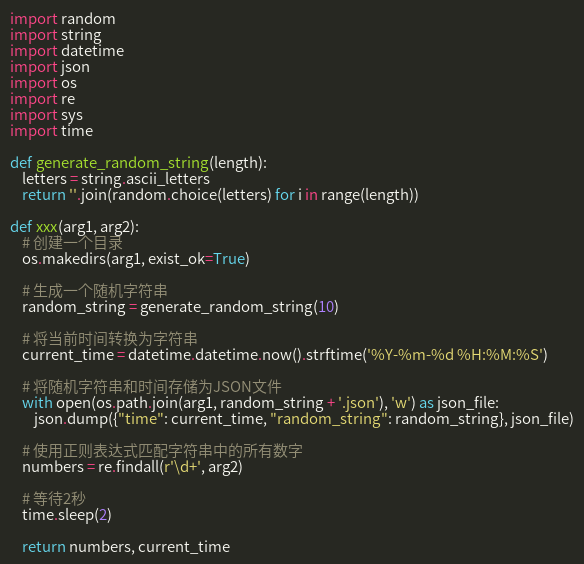 import random
import string
import datetime
import json
import os
import re
import sys
import time
def generate_random_string(length):
letters = string.ascii_letters
return ''.join(random.choice(letters) for i in range(length))
def xxx(arg1, arg2):
# 创建一个目录
os.makedirs(arg1, exist_ok=True)
# 生成一个随机字符串
random_string = generate_random_string(10)
# 将当前时间转换为字符串
current_time = datetime.datetime.now().strftime('%Y-%m-%d %H:%M:%S')
# 将随机字符串和时间存储为JSON文件
with open(os.path.join(arg1, random_string + '.json'), 'w') as json_file:
json.dump({"time": current_time, "random_string": random_string}, json_file)
# 使用正则表达式匹配字符串中的所有数字
numbers = re.findall(r'\d+', arg2)
# 等待2秒
time.sleep(2)
return numbers, current_time